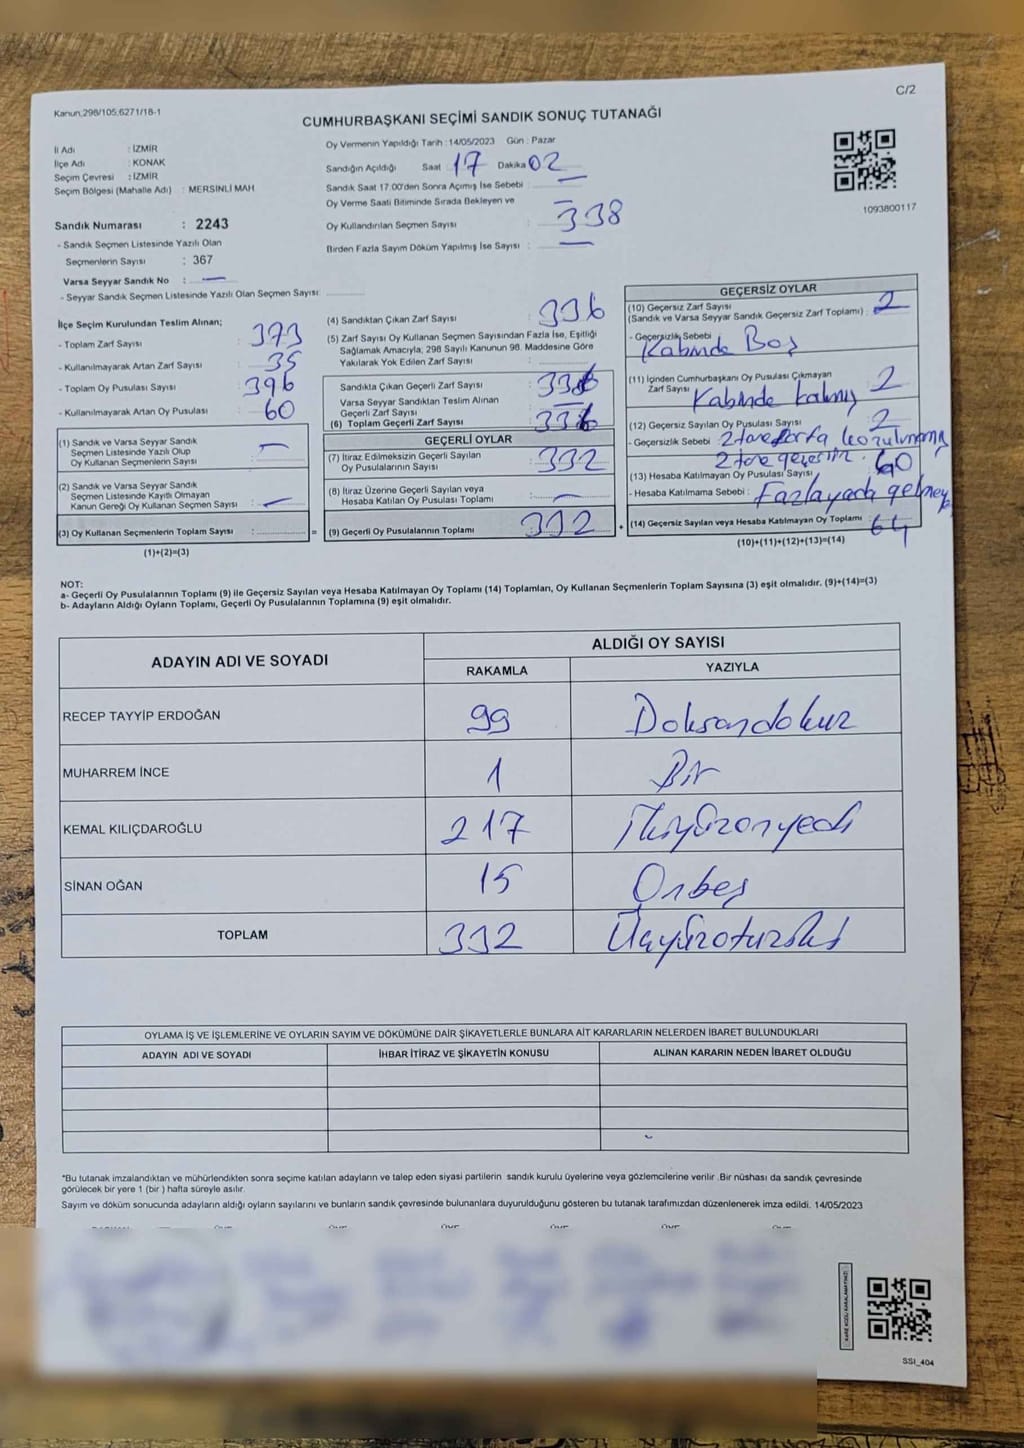 Kanun.298/105.6271/18-1
C/2
CUMHURBAŞKANI SEÇİMİ SANDIK SONUÇ TUTANAĞI
İl Adı : İZMİR
İlçe Adı : KONAK
Seçim Çevresi : İZMİR
Seçim Bölgesi (Mahalle Adı) : MERSİNLİ MAH
Sandık Numarası : 2243
- Sandık Seçmen Listesinde Yazılı Olan
Seçmenlerin Sayısı : 367
Varsa Seyyar Sandık No : —
- Seyyar Sandık Seçmen Listesinde Yazılı Olan Seçmen Sayısı:
Oy Vermenin Yapıldığı Tarih : 14/05/2023 Gün : Pazar
Sandığın Açıldığı Saat : 17 Dakika 02
Sandık Saat 17:00'den Sonra Açımış İse Sebebi : —
Oy Verme Saati Bitiminde Sırada Bekleyen ve
Oy Kullandırılan Seçmen Sayısı : 338
Birden Fazla Sayım Döküm Yapılmış İse Sayısı : —
1093800117
İlçe Seçim Kurulundan Teslim Alınan;
- Toplam Zarf Sayısı : 373
- Kullanılmayarak Artan Zarf Sayısı : 35
- Toplam Oy Pusulası Sayısı : 396
- Kullanılmayarak Artan Oy Pusulası : 60
(1) Sandık ve Varsa Seyyar Sandık
Seçmen Listesinde Yazılı Olup
Oy Kullanan Seçmenlerin Sayısı : —
(2) Sandık ve Varsa Seyyar Sandık
Seçmen Listesinde Kayıtlı Olmayan
Kanun Gereği Oy Kullanan Seçmen Sayısı : —
(3) Oy Kullanan Seçmenlerin Toplam Sayısı : =
(1)+(2)=(3)
(4) Sandıktan Çıkan Zarf Sayısı : 336
(5) Zarf Sayısı Oy Kullanan Seçmen Sayısından Fazla İse, Eşitliği
Sağlamak Amacıyla, 298 Sayılı Kanunun 98. Maddesine Göre
Yakılarak Yok Edilen Zarf Sayısı :
Sandıkta Çıkan Geçerli Zarf Sayısı : 336
Varsa Seyyar Sandıktan Teslim Alınan
Geçerli Zarf Sayısı : —
(6) Toplam Geçerli Zarf Sayısı : 336
GEÇERLİ OYLAR
(7) İtiraz Edilmeksizin Geçerli Sayılan
Oy Pusulalarının Sayısı : 332
(8) İtiraz Üzerine Geçerli Sayılan veya
Hesaba Katılan Oy Pusulası Toplamı : —
(9) Geçerli Oy Pusulalarının Toplamı 332 +
GEÇERSİZ OYLAR
(10) Geçersiz Zarf Sayısı
(Sandık ve Varsa Seyyar Sandık Geçersiz Zarf Toplamı) : 2
- Geçersizlik Sebebi :
Kabinde Boş
(11) İçinden Cumhurbaşkanı Oy Pusulası Çıkmayan
Zarf Sayısı : 2
Kabinde kalmış
(12) Geçersiz Sayılan Oy Pusulası Sayısı : 2
- Geçersizlik Sebebi 2 tane
2 tane geçersiz.
(13) Hesaba Katılmayan Oy Pusulası Sayısı : 60
- Hesaba Katılmama Sebebi :
(14) Geçersiz Sayılan veya Hesaba Katılmayan Oy Toplamı 64
(10)+(11)+(12)+(13)=(14)
NOT:
a- Geçerli Oy Pusulalarının Toplamı (9) ile Geçersiz Sayılan veya Hesaba Katılmayan Oy Toplamı (14) Toplamları, Oy Kullanan Seçmenlerin Toplam Sayısına (3) eşit olmalıdır. (9)+(14)=(3)
b- Adayların Aldığı Oyların Toplamı, Geçerli Oy Pusulalarının Toplamına (9) eşit olmalıdır.
ADAYIN ADI VE SOYADI
ALDIĞI OY SAYISI
RAKAMLA YAZIYLA
RECEP TAYYİP ERDOĞAN 99 Doksandokuz
MUHARREM İNCE 1 Bir
KEMAL KILIÇDAROĞLU 217 İkiyüzonyedi
SİNAN OĞAN 15 Onbeş
TOPLAM 332 Üçyüzotuziki
OYLAMA İŞ VE İŞLEMLERİNE VE OYLARIN SAYIM VE DÖKÜMÜNE DAİR ŞİKAYETLERLE BUNLARA AİT KARARLARIN NELERDEN İBARET BULUNDUKLARI
ADAYIN ADI VE SOYADI İHBAR İTİRAZ VE ŞİKAYETİN KONUSU ALINAN KARARIN NEDEN İBARET OLDUĞU
*Bu tutanak imzalandıktan ve mühürlendikten sonra seçime katılan adayların ve talep eden siyasi partilerin sandık kurulu üyelerine veya gözlemcilerine verilir .Bir nüshası da sandık çevresinde
görülecek bir yere 1 (bir ) hafta süreyle asılır.
Sayım ve döküm sonucunda adayların aldığı oyların sayılarını ve bunların sandık çevresinde bulunanlara duyurulduğunu gösteren bu tutanak tarafımızdan düzenlenerek imza edildi. 14/05/2023
SSI_404